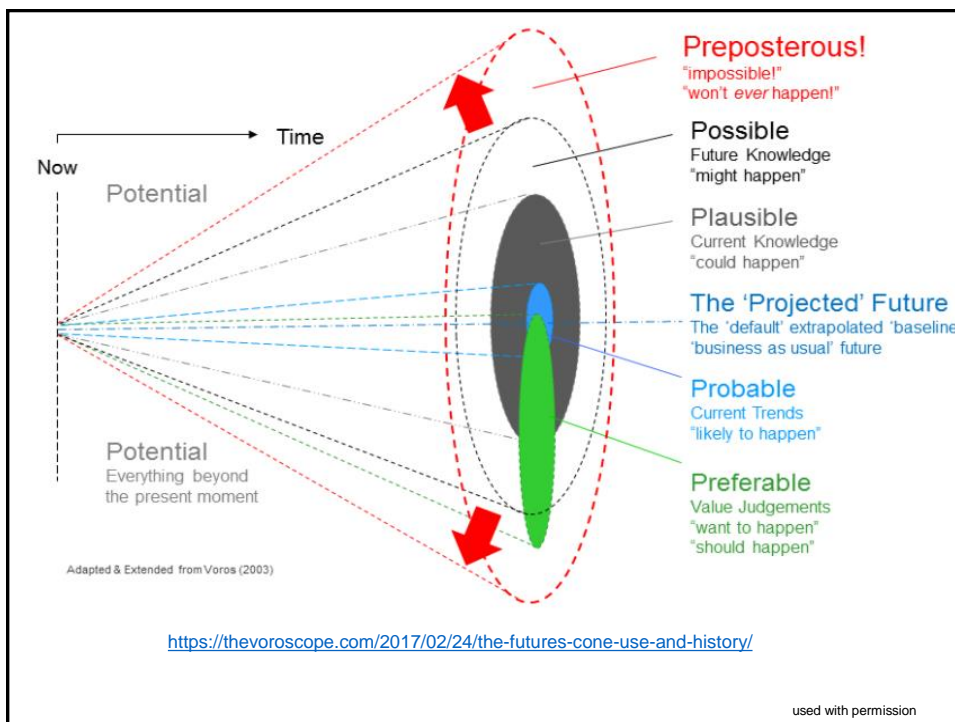 Preposterous!
"impossible!"
"won't ever happen!"
Time
Now
Potential
Possible
Future Knowledge
"might happen"
Plausible
Current Knowledge
"could happen"
The 'Projected' Future
The 'default' extrapolated 'baseline
'business as usual' future
Probable
Current Trends
"likely to happen"
Potential
Everything beyond
the present moment
Preferable
Value Judgements
"want to happen"
"should happen"
Adapted & Extended from Voros (2003)
https://thevoroscope.com/2017/02/24/the-futures-cone-use-and-history/
used with permission